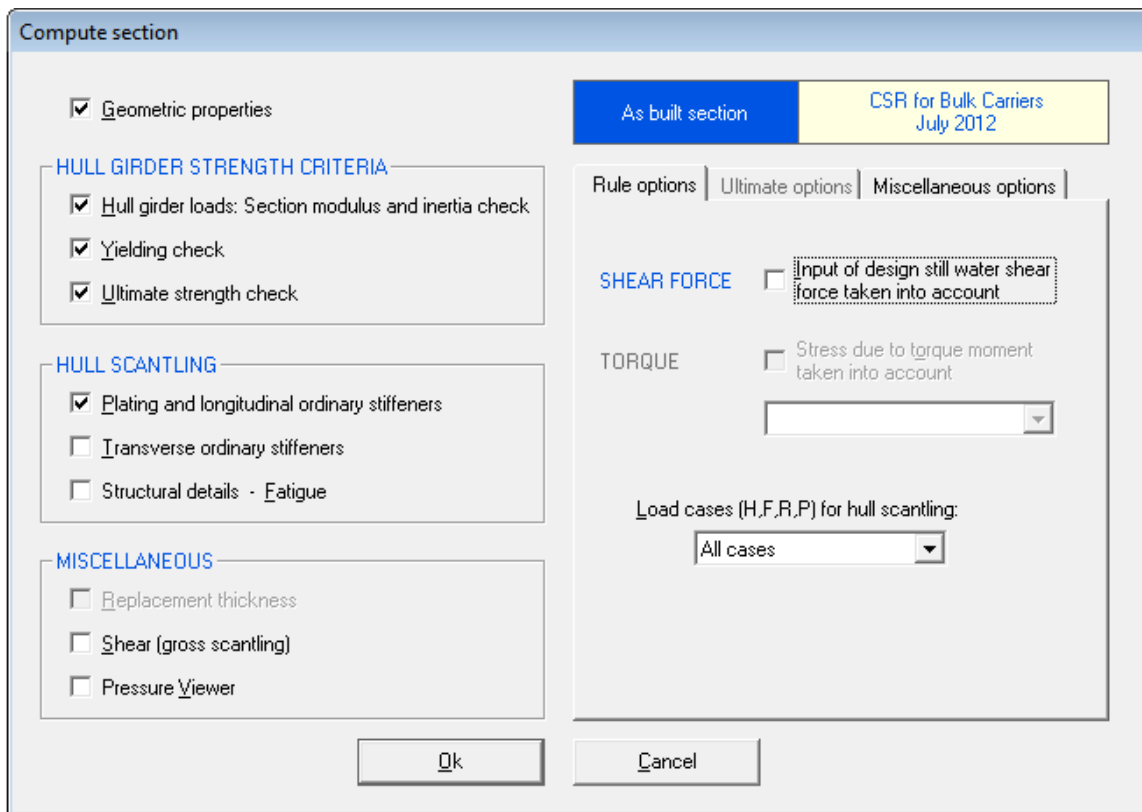 Compute section
Geometric properties
HULL GIRDER STRENGTH CRITERIA
Hull girder loads: Section modulus and inertia check
Yielding check
Ultimate strength check
HULL SCANTLING
Plating and longitudinal ordinary stiffeners
Transverse ordinary stiffeners
Structural details - Fatigue
MISCELLANEOUS
Replacement thickness
Shear (gross scantling)
Pressure Viewer
As built section
CSR for Bulk Carriers
July 2012
Rule options
Ultimate options
Miscellaneous options
SHEAR FORCE
Input of design still water shear
force taken into account
TORQUE
Stress due to torque moment
taken into account
Load cases (H,F,R,P) for hull scantling:
All cases
Ok
Cancel